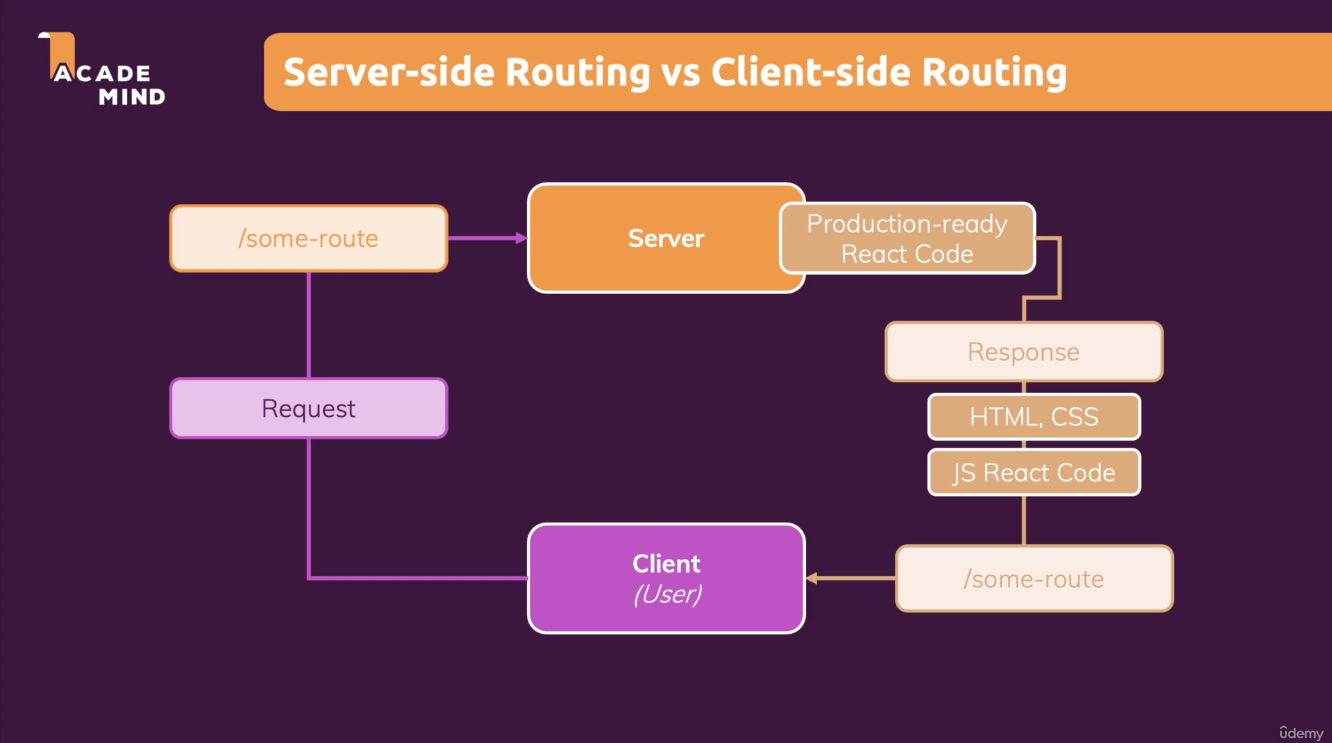 ACADE
MIND
Server-side Routing vs Client-side Routing
/some-route
Server
Production-ready
React Code
Response
Request
HTML, CSS
JS React Code
Client
(User)
/some-route
ûdemy